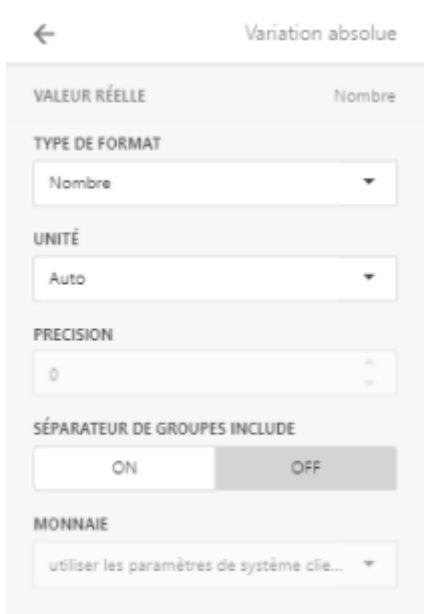 Variation absolue
VALEUR RÉELLE Nombre
TYPE DE FORMAT
Nombre
UNITÉ
Auto
PRECISION
0
SÉPARATEUR DE GROUPES INCLUDE
ON OFF
MONNAIE
utiliser les paramètres de système clie...